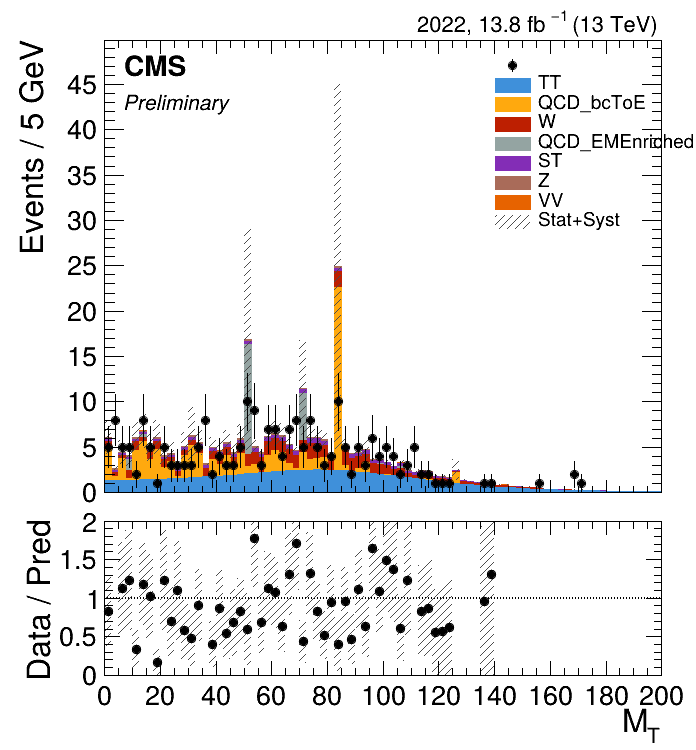 2022, 13.8 fb⁻¹ (13 TeV)
CMS
Preliminary
TT
QCD_bcToE
W
QCD_EMEnriched
ST
Z
VV
Stat+Syst
Events / 5 GeV
45
40
35
30
25
20
15
10
5
0
Data / Pred
2
1.5
1
0.5
0
0 20 40 60 80 100 120 140 160 180 200
M_T